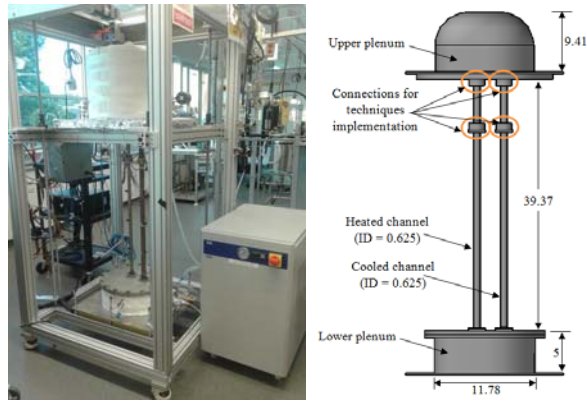 Upper plenum
9.41
Connections for
techniques
implementation
39.37
Heated channel
(ID = 0.625)
Cooled channel
(ID = 0.625)
Lower plenum
5
11.78